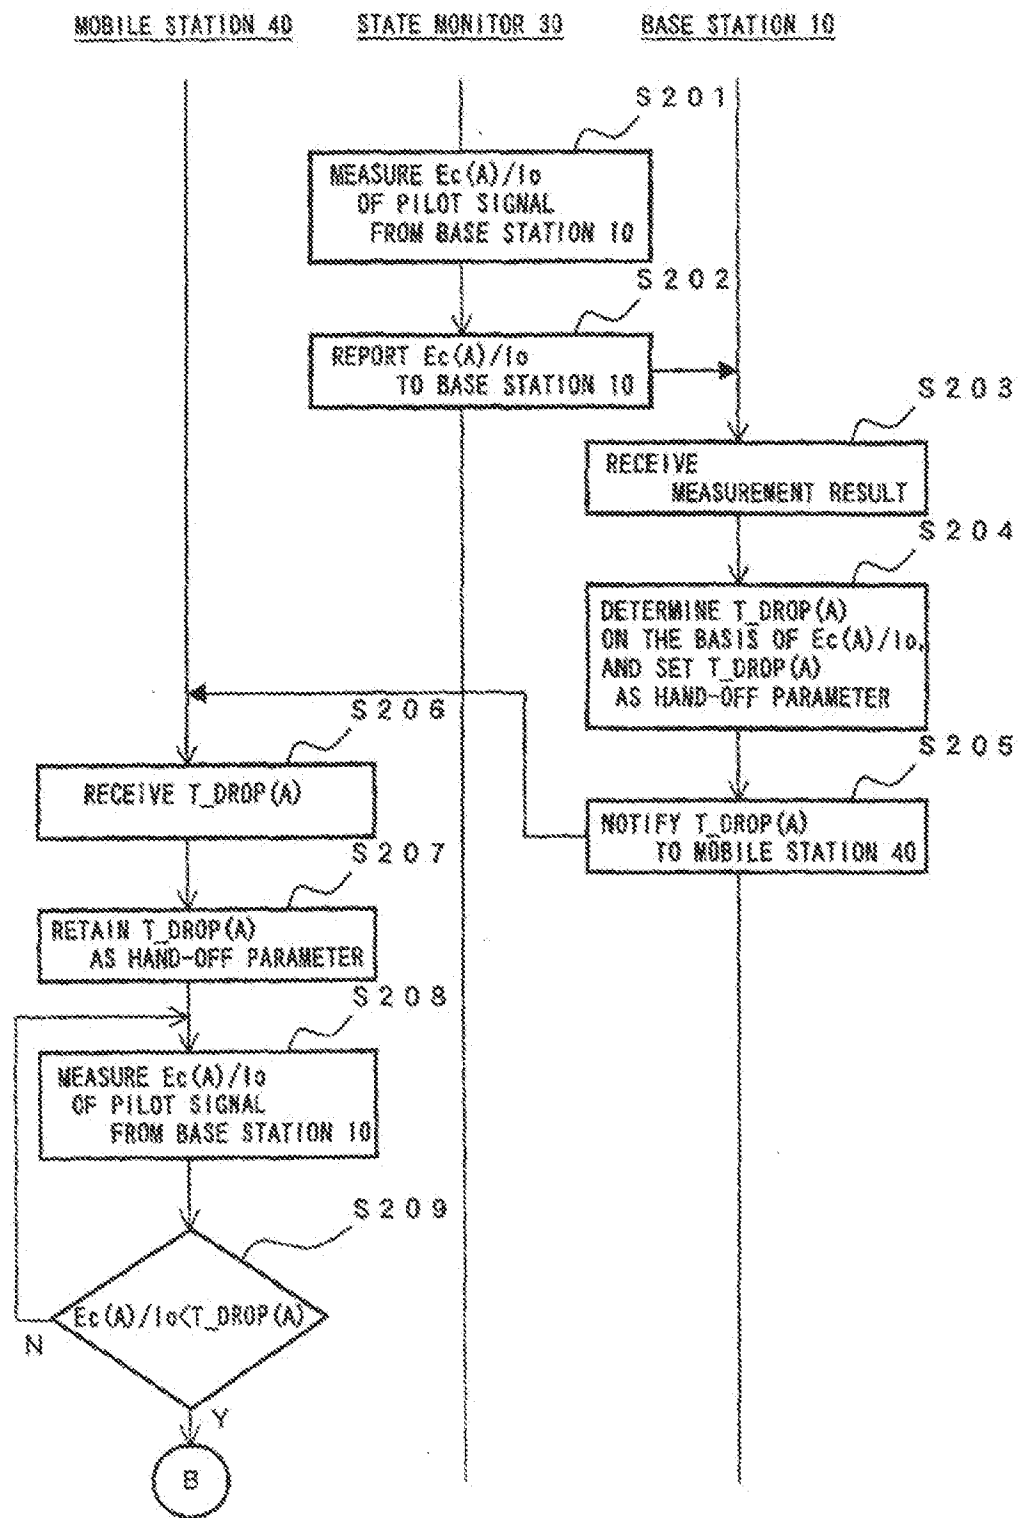 MOBILE STATION 40
STATE MONITOR 30
BASE STATION 10
S201
MEASURE Ec(A)/Io
OF PILOT SIGNAL
FROM BASE STATION 10
S202
REPORT Ec(A)/Io
TO BASE STATION 10
S203
RECEIVE
MEASUREMENT RESULT
S204
DETERMINE T_DROP(A)
ON THE BASIS OF Ec(A)/Io,
AND SET T_DROP(A)
AS HAND-OFF PARAMETER
S205
NOTIFY T_DROP(A)
TO MOBILE STATION 40
S206
RECEIVE T_DROP(A)
S207
RETAIN T_DROP(A)
AS HAND-OFF PARAMETER
S208
MEASURE Ec(A)/Io
OF PILOT SIGNAL
FROM BASE STATION 10
S209
Ec(A)/Io<T_DROP(A)
N
Y
B